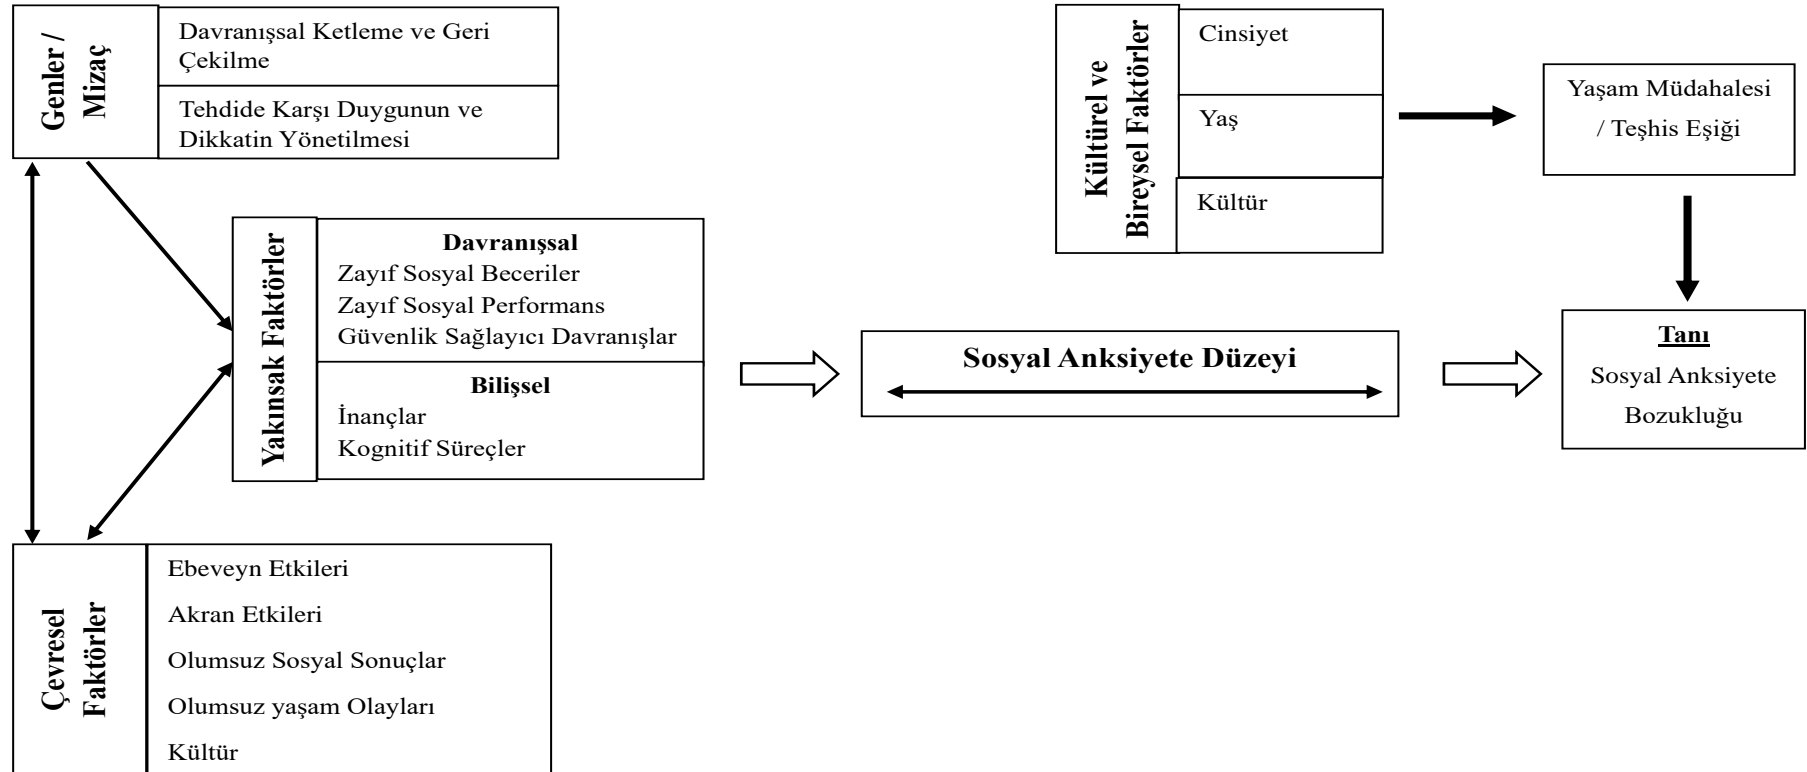 Genler /
Mizaç
Davranışsal Ketleme ve Geri
Çekilme
Tehdide Karşı Duygunun ve
Dikkatin Yönetilmesi
Kültürel ve
Bireysel Faktörler
Cinsiyet
Yaş
Kültür
Yaşam Müdahalesi
/ Teşhis Eşiği
Yakınsak Faktörler
Davranışsal
Zayıf Sosyal Beceriler
Zayıf Sosyal Performans
Güvenlik Sağlayıcı Davranışlar
Bilişsel
İnançlar
Kognitif Süreçler
Sosyal Anksiyete Düzeyi
Tanı
Sosyal Anksiyete
Bozukluğu
Çevresel
Faktörler
Ebeveyn Etkileri
Akran Etkileri
Olumsuz Sosyal Sonuçlar
Olumsuz yaşam Olayları
Kültür